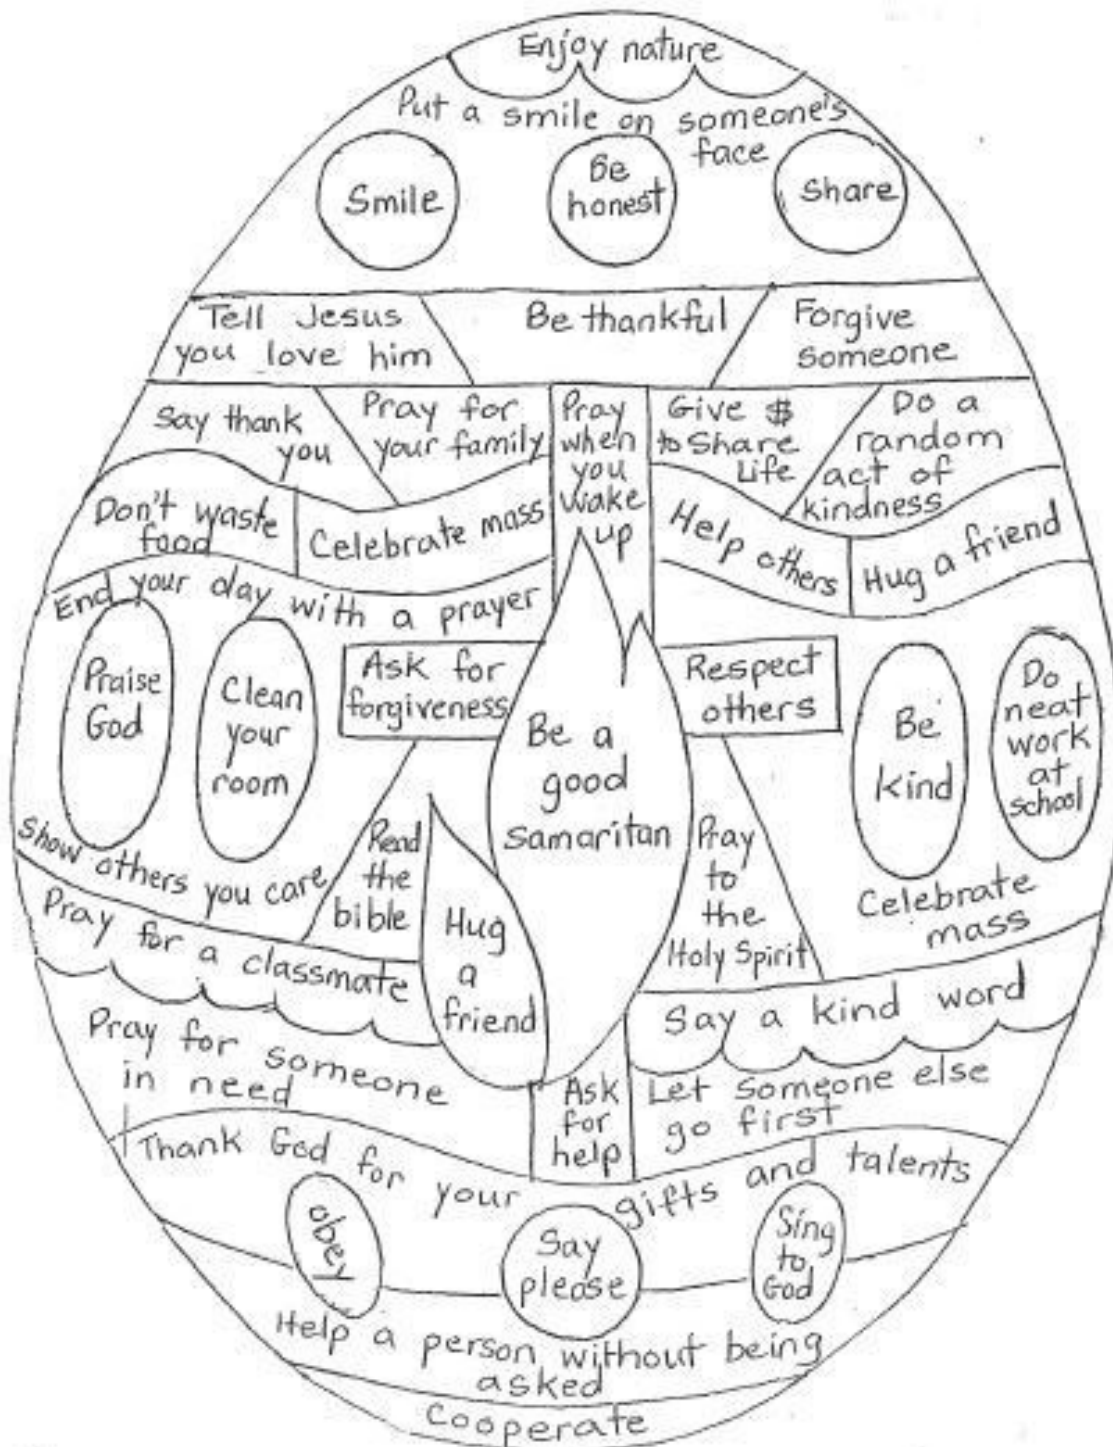 Enjoy nature
Put a smile on someone's
face
Smile
Be
honest
Share
Tell Jesus
you love him
Be thankful
Forgive
someone
Say thank
you
Pray for
your family
Pray
when
you
wake
up
Give $
to Share
Life
Do a
random
act of
kindness
Don't waste
food
Celebrate mass
Help others
Hug a friend
End your day with a prayer
Praise
God
Clean
your
room
Ask for
forgiveness
Respect
others
Be
kind
Do
neat
work
at
school
Be a
good
samaritan
Show others you care
Read
the
bible
Hug
a
friend
Pray
to
the
Holy Spirit
Celebrate
mass
Pray for a classmate
Say a kind word
Pray for someone
in need
Ask
for
help
Let someone else
go first
Thank God for your gifts and talents
obey
Say
please
Sing
to
God
Help a person without being
asked
Cooperate